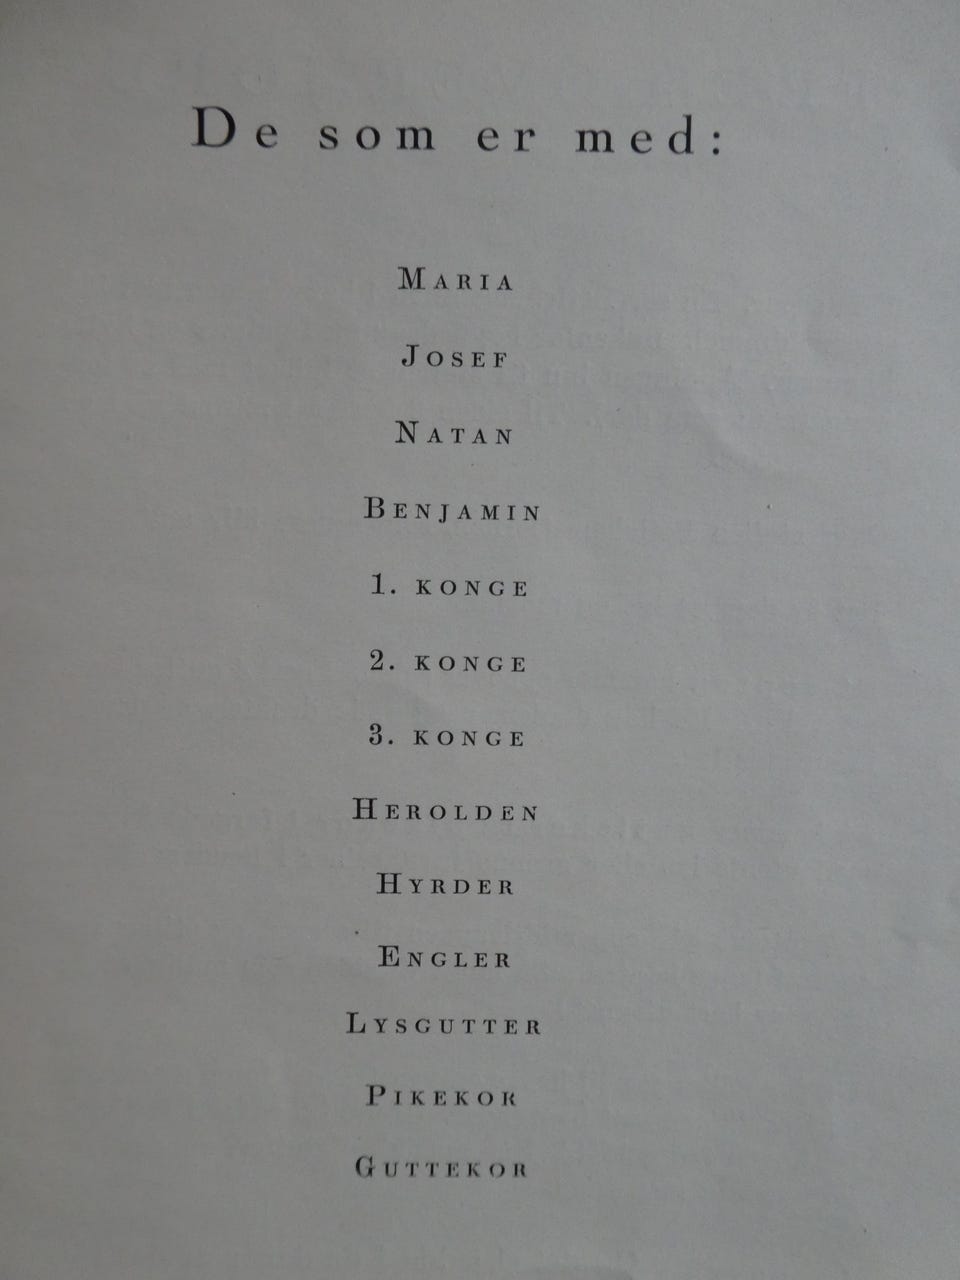 De som er med:
MARIA
JOSEF
NATAN
BENJAMIN
1. KONGE
2. KONGE
3. KONGE
HEROLDEN
HYRDER
ENGLER
LYSGUTTER
PIKEKOR
GUTTEKOR